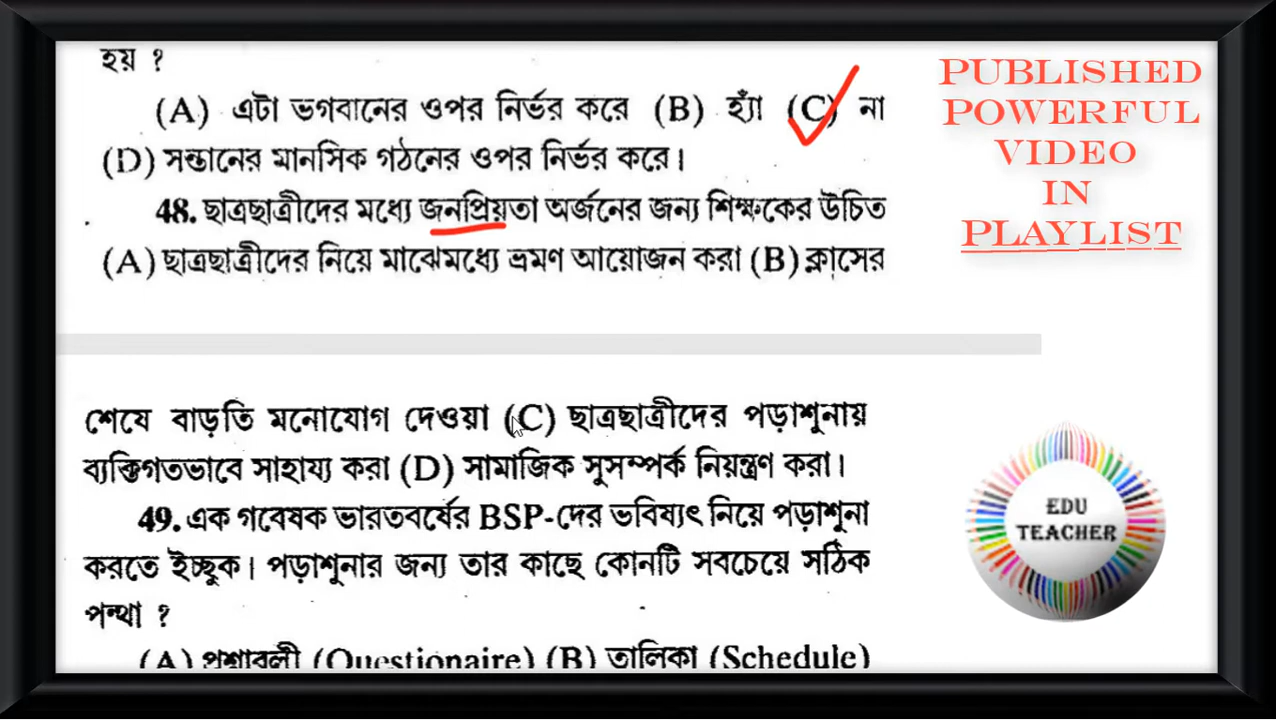 হয় ?
(A) এটা ভগবানের ওপর নির্ভর করে (B) হ্যাঁ (C) না
(D) সন্তানের মানসিক গঠনের ওপর নির্ভর করে।
48. ছাত্রছাত্রীদের মধ্যে জনপ্রিয়তা অর্জনের জন্য শিক্ষকের উচিত
(A) ছাত্রছাত্রীদের নিয়ে মাঝেমধ্যে ভ্রমণ আয়োজন করা (B) ক্লাসের
শেষে বাড়তি মনোযোগ দেওয়া (C) ছাত্রছাত্রীদের পড়াশুনায়
ব্যক্তিগতভাবে সাহায্য করা (D) সামাজিক সুসম্পর্ক নিয়ন্ত্রণ করা।
49. এক গবেষক ভারতবর্ষের BSP-দের ভবিষ্যৎ নিয়ে পড়াশুনা
করতে ইচ্ছুক। পড়াশুনার জন্য তার কাছে কোনটি সবচেয়ে সঠিক
পন্থা ?
(A) প্রশ্নাবলী (Questionaire) (B) তালিকা (Schedule)
PUBLISHED
POWERFUL
VIDEO
IN
PLAYLIST
EDU
TEACHER